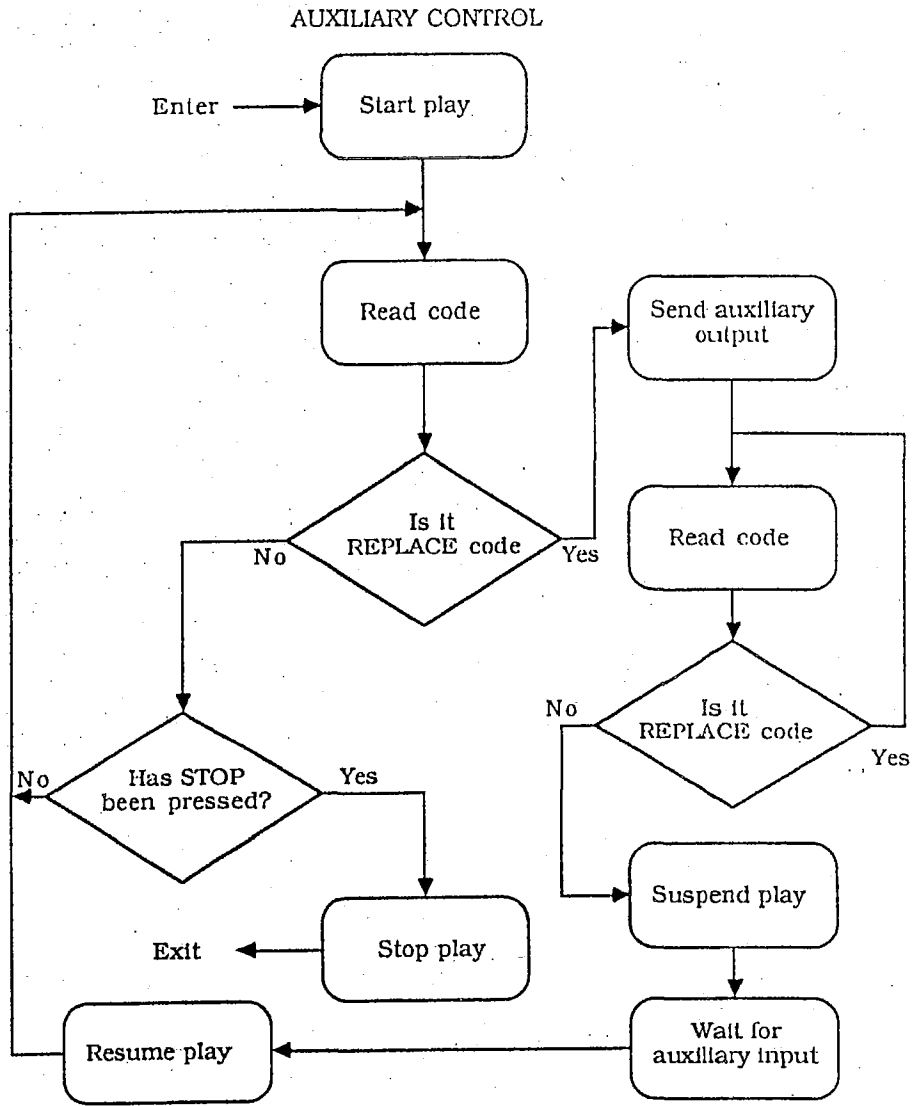 AUXILIARY CONTROL
Enter
Start play
Read code
Send auxiliary
output
Is it
REPLACE code
No
Yes
Read code
Is it
REPLACE code
No
Yes
Has STOP
been pressed?
No
Yes
Suspend play
Exit
Stop play
Resume play
Wait for
auxiliary input